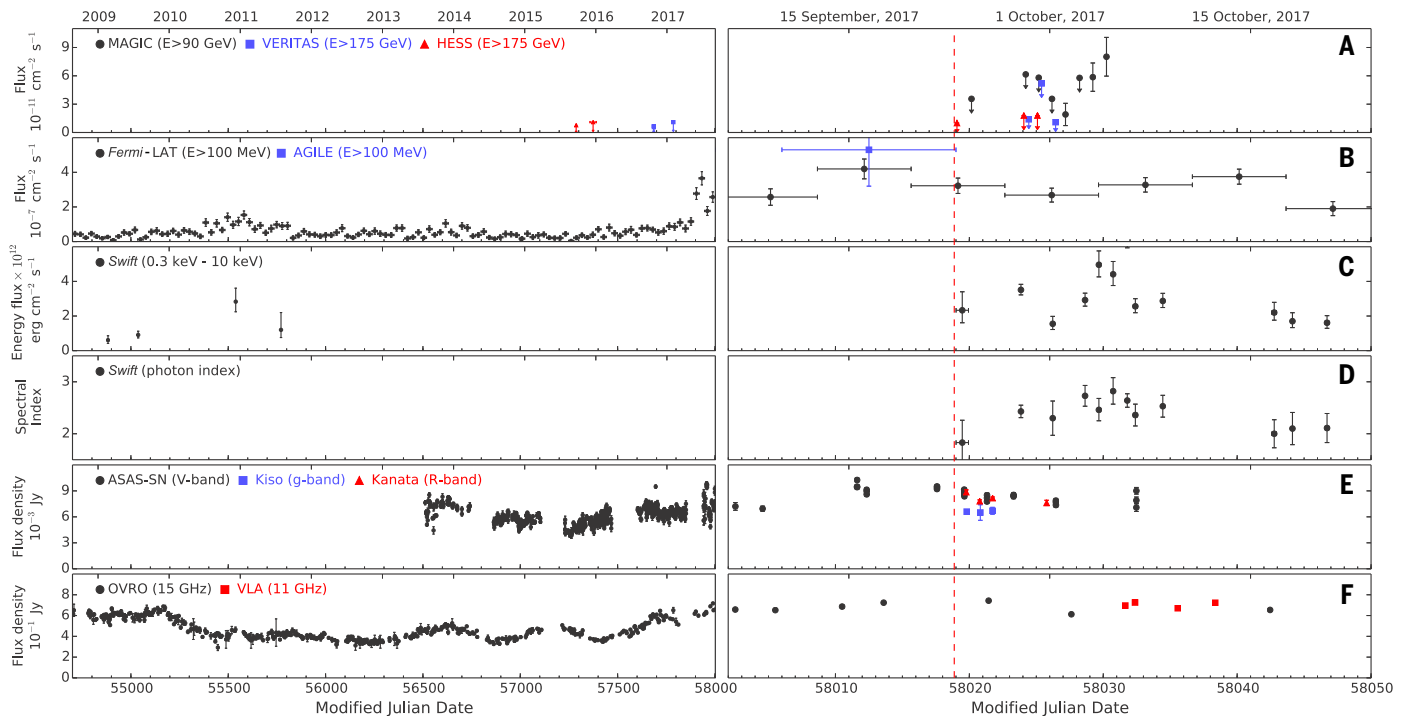 2009 2010 2011 2012 2013 2014 2015 2016 2017
15 September, 2017 1 October, 2017 15 October, 2017
Flux
10⁻¹¹ cm⁻² s⁻¹
9
6
3
0
MAGIC (E>90 GeV) VERITAS (E>175 GeV) HESS (E>175 GeV)
A
Flux
10⁻⁷ cm⁻² s⁻¹
4
2
0
Fermi-LAT (E>100 MeV) AGILE (E>100 MeV)
B
Energy flux × 10¹²
erg cm⁻² s⁻¹
4
2
0
Swift (0.3 keV - 10 keV)
C
Spectral
Index
3
2
Swift (photon index)
D
Flux density
10⁻³ Jy
9
6
3
0
ASAS-SN (V-band) Kiso (g-band) Kanata (R-band)
E
Flux density
10⁻¹ Jy
8
6
4
2
0
OVRO (15 GHz) VLA (11 GHz)
F
55000 55500 56000 56500 57000 57500 58000
58010 58020 58030 58040 58050
Modified Julian Date
Modified Julian Date